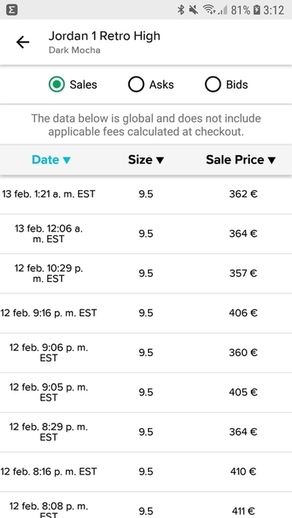 81% 3:12
Jordan 1 Retro High
Dark Mocha
Sales Asks Bids
The data below is global and does not include
applicable fees calculated at checkout.
Date ▼ Size ▼ Sale Price ▼
13 feb. 1:21 a. m. EST 9.5 362 €
13 feb. 12:06 a.
m. EST 9.5 364 €
12 feb. 10:29 p.
m. EST 9.5 357 €
12 feb. 9:16 p. m. EST 9.5 406 €
12 feb. 9:06 p. m.
EST 9.5 360 €
12 feb. 9:05 p. m.
EST 9.5 405 €
12 feb. 8:29 p. m.
EST 9.5 364 €
12 feb. 8:16 p. m. EST 9.5 410 €
12 feb. 8:08 p. m.
EST 9.5 411 €